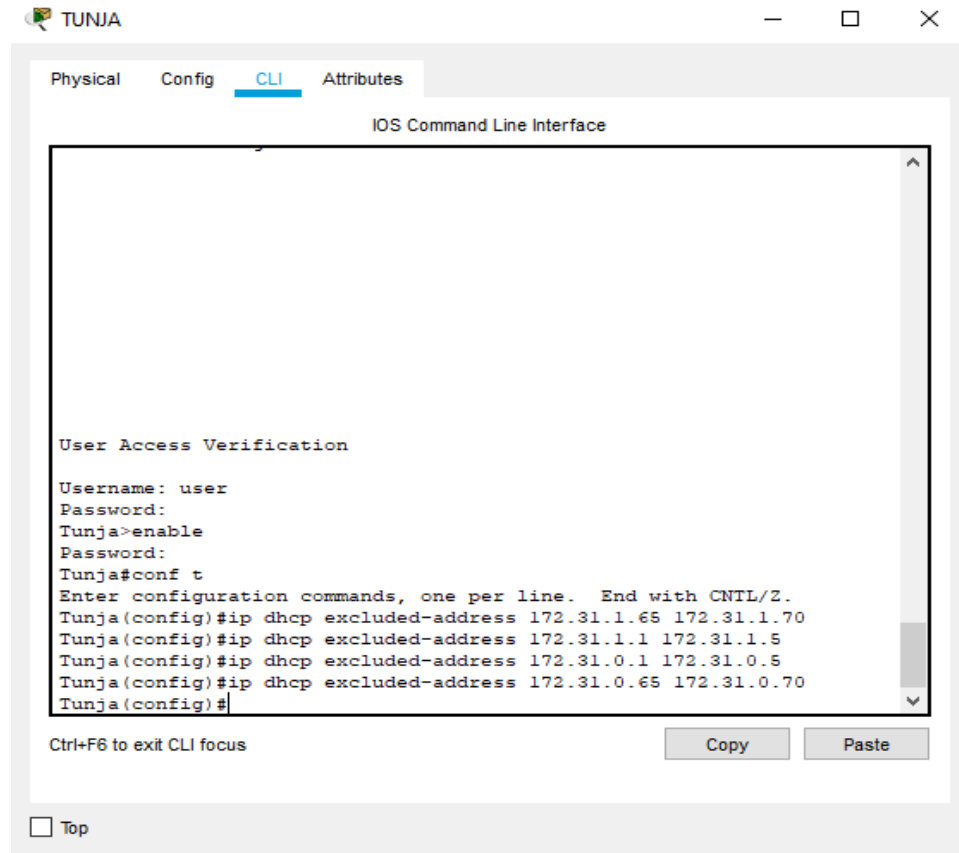 TUNJA
Physical Config CLI Attributes
IOS Command Line Interface
User Access Verification
Username: user
Password:
Tunja>enable
Password:
Tunja#conf t
Enter configuration commands, one per line.  End with CNTL/Z.
Tunja(config)#ip dhcp excluded-address 172.31.1.65 172.31.1.70
Tunja(config)#ip dhcp excluded-address 172.31.1.1 172.31.1.5
Tunja(config)#ip dhcp excluded-address 172.31.0.1 172.31.0.5
Tunja(config)#ip dhcp excluded-address 172.31.0.65 172.31.0.70
Tunja(config)#
Ctrl+F6 to exit CLI focus Copy Paste
Top